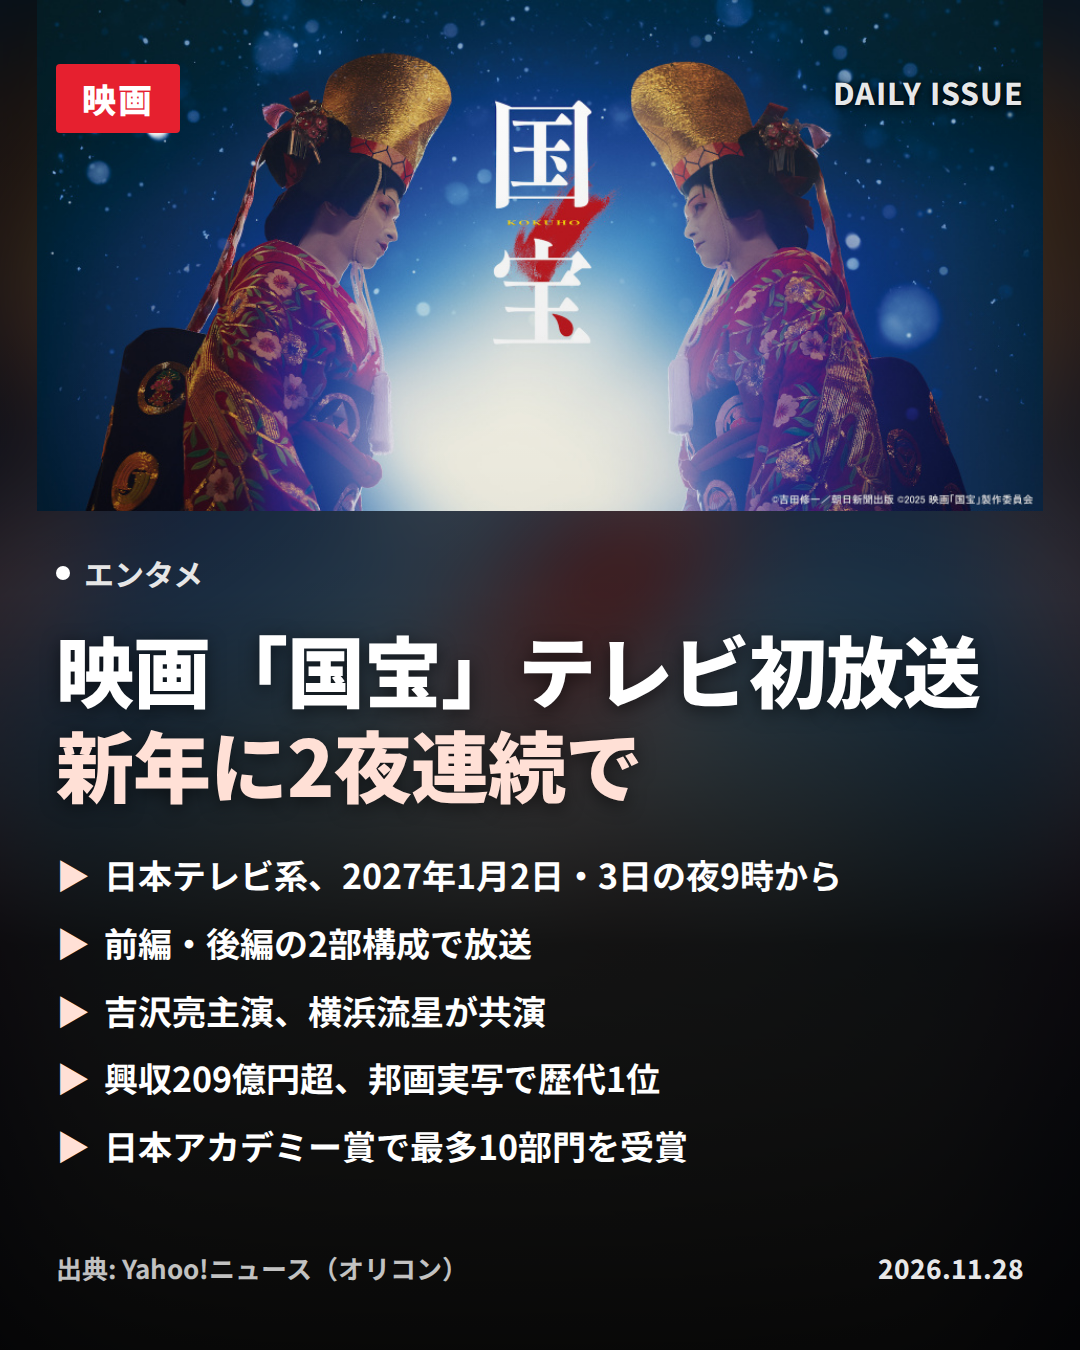 映画
DAILY ISSUE
国
KOKUHO
宝
©吉田修一／朝日新聞出版 ©2025 映画「国宝」製作委員会
エンタメ
映画「国宝」テレビ初放送
新年に2夜連続で
▶ 日本テレビ系、2027年1月2日・3日の夜9時から
▶ 前編・後編の2部構成で放送
▶ 吉沢亮主演、横浜流星が共演
▶ 興収209億円超、邦画実写で歴代1位
▶ 日本アカデミー賞で最多10部門を受賞
出典: Yahoo!ニュース（オリコン）
2026.11.28